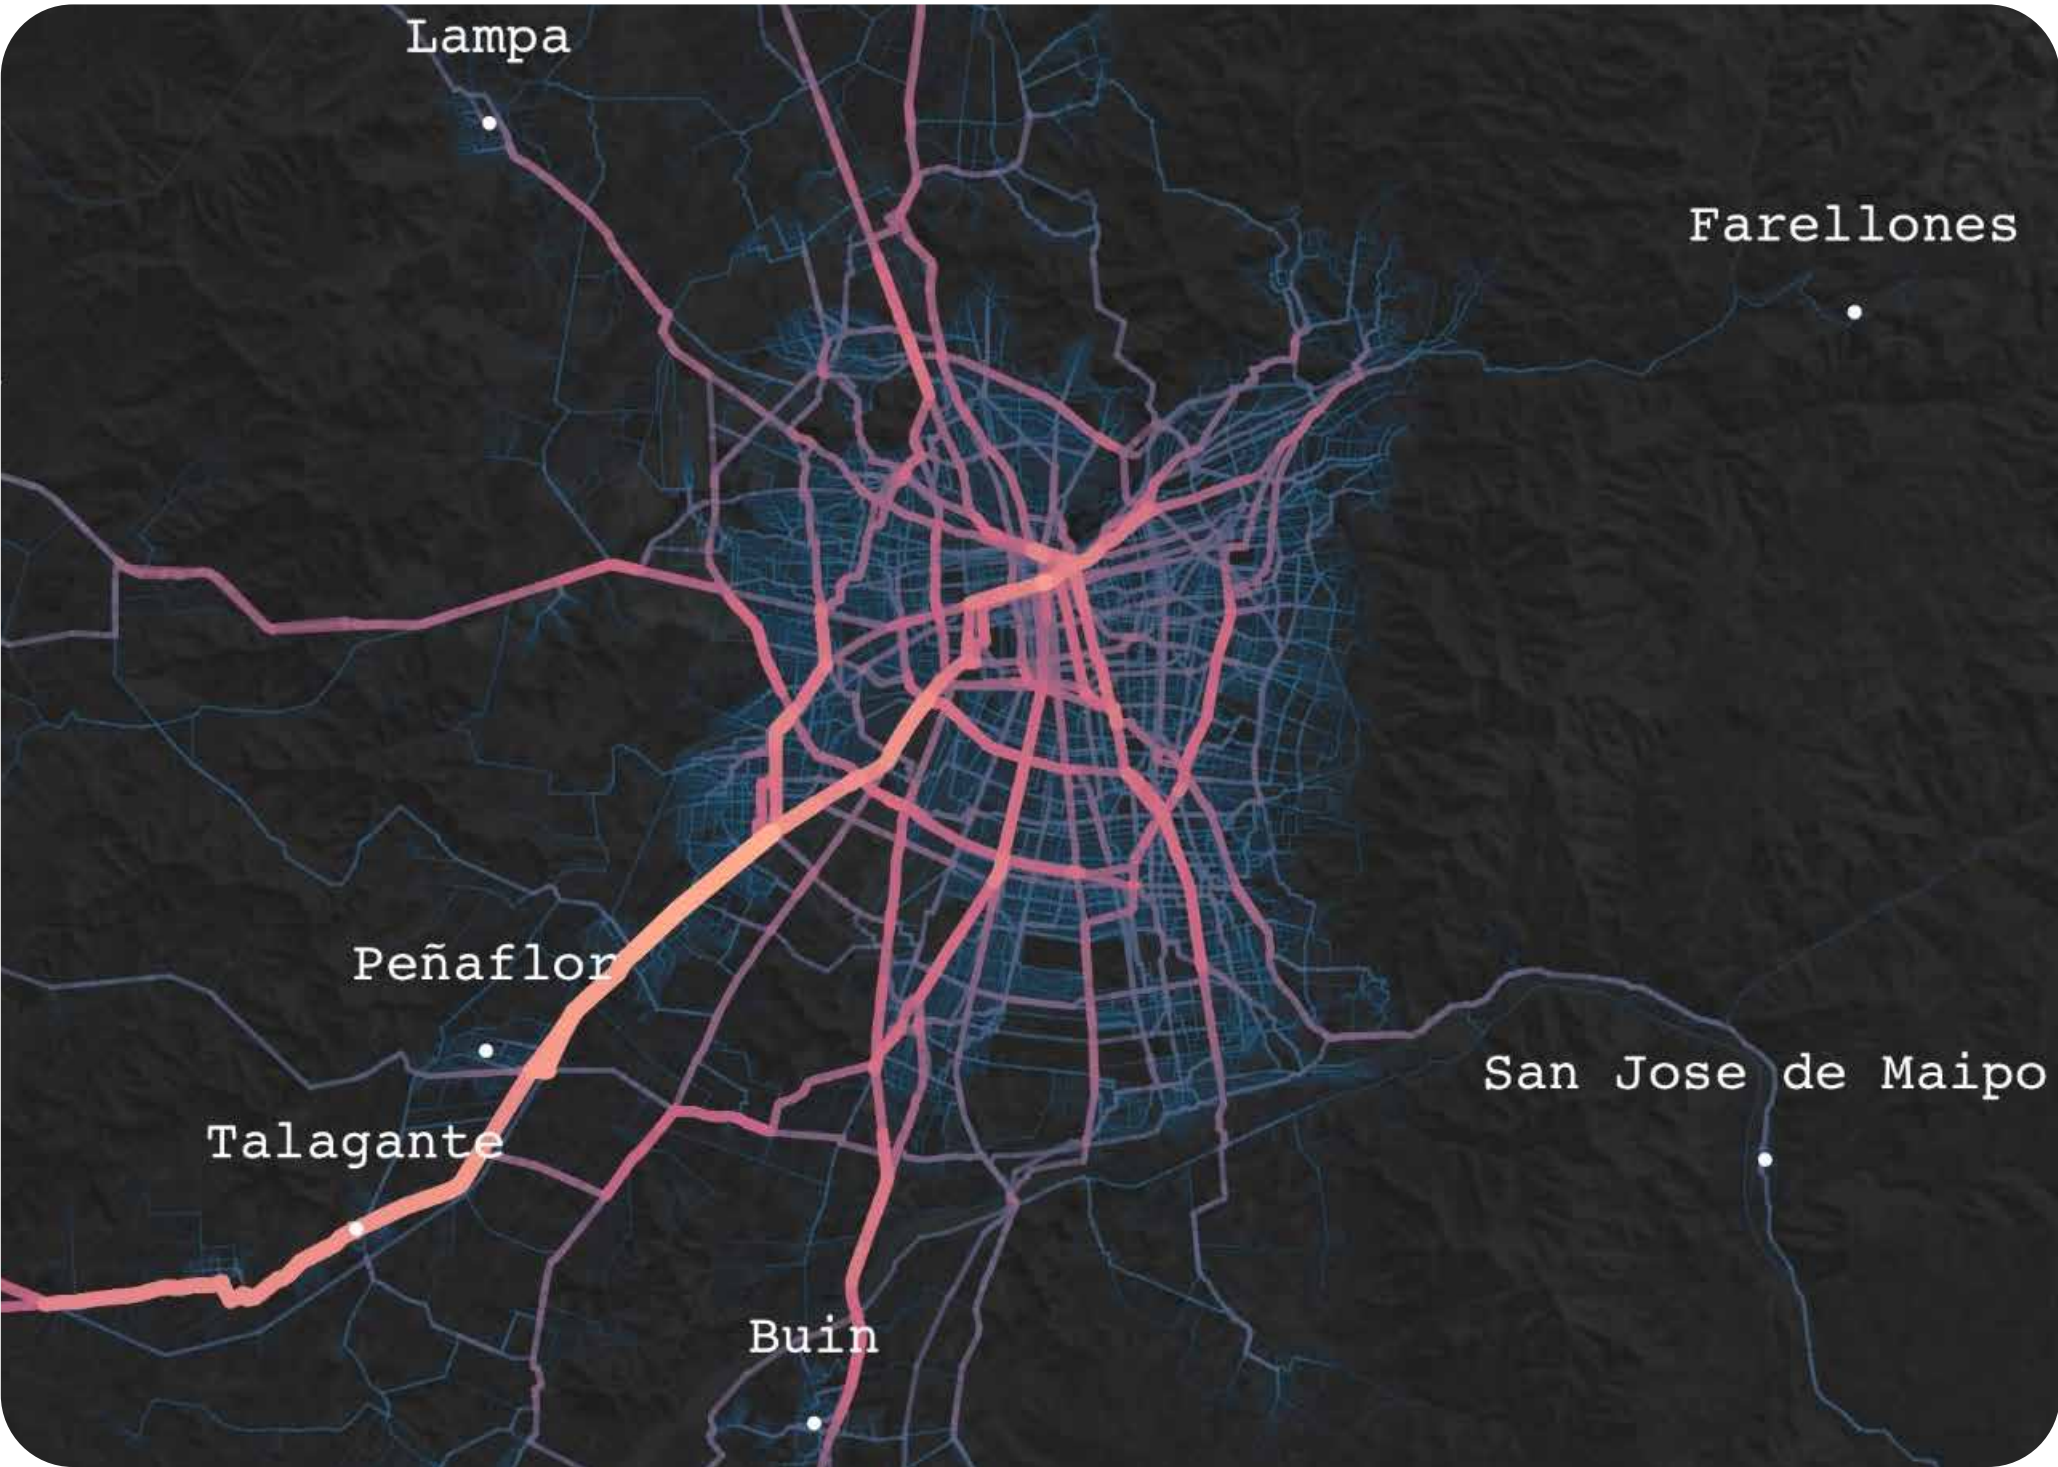 Lampa
Farellones
Peñaflor
San Jose de Maipo
Talagante
Buin